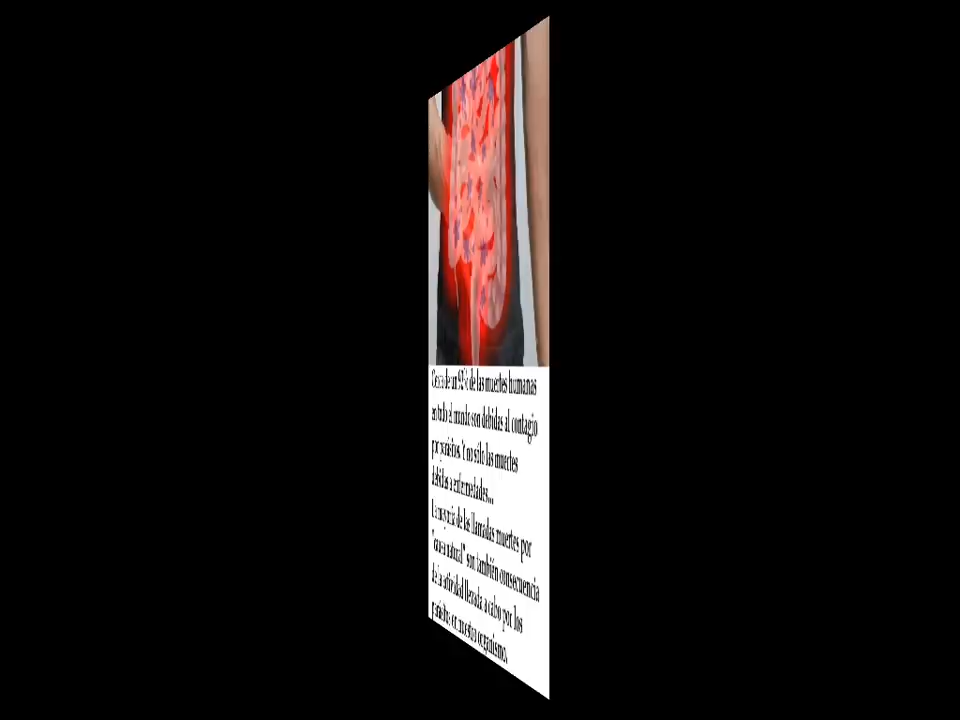 Cerca de un 92% de las muertes humanas
en todo el mundo son debidas al contagio
por parásitos. Y no sólo las muertes
debidas a enfermedades...
La mayoría de las llamadas muertes por
"causa natural" son también consecuencia
de la actividad llevada a cabo por los
parásitos en nuestro organismo.